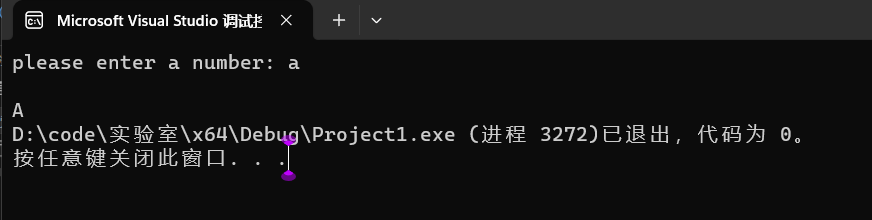 Microsoft Visual Studio 调试控
please enter a number: a
A
D:\code\实验室\x64\Debug\Project1.exe (进程 3272)已退出，代码为 0。
按任意键关闭此窗口. . .